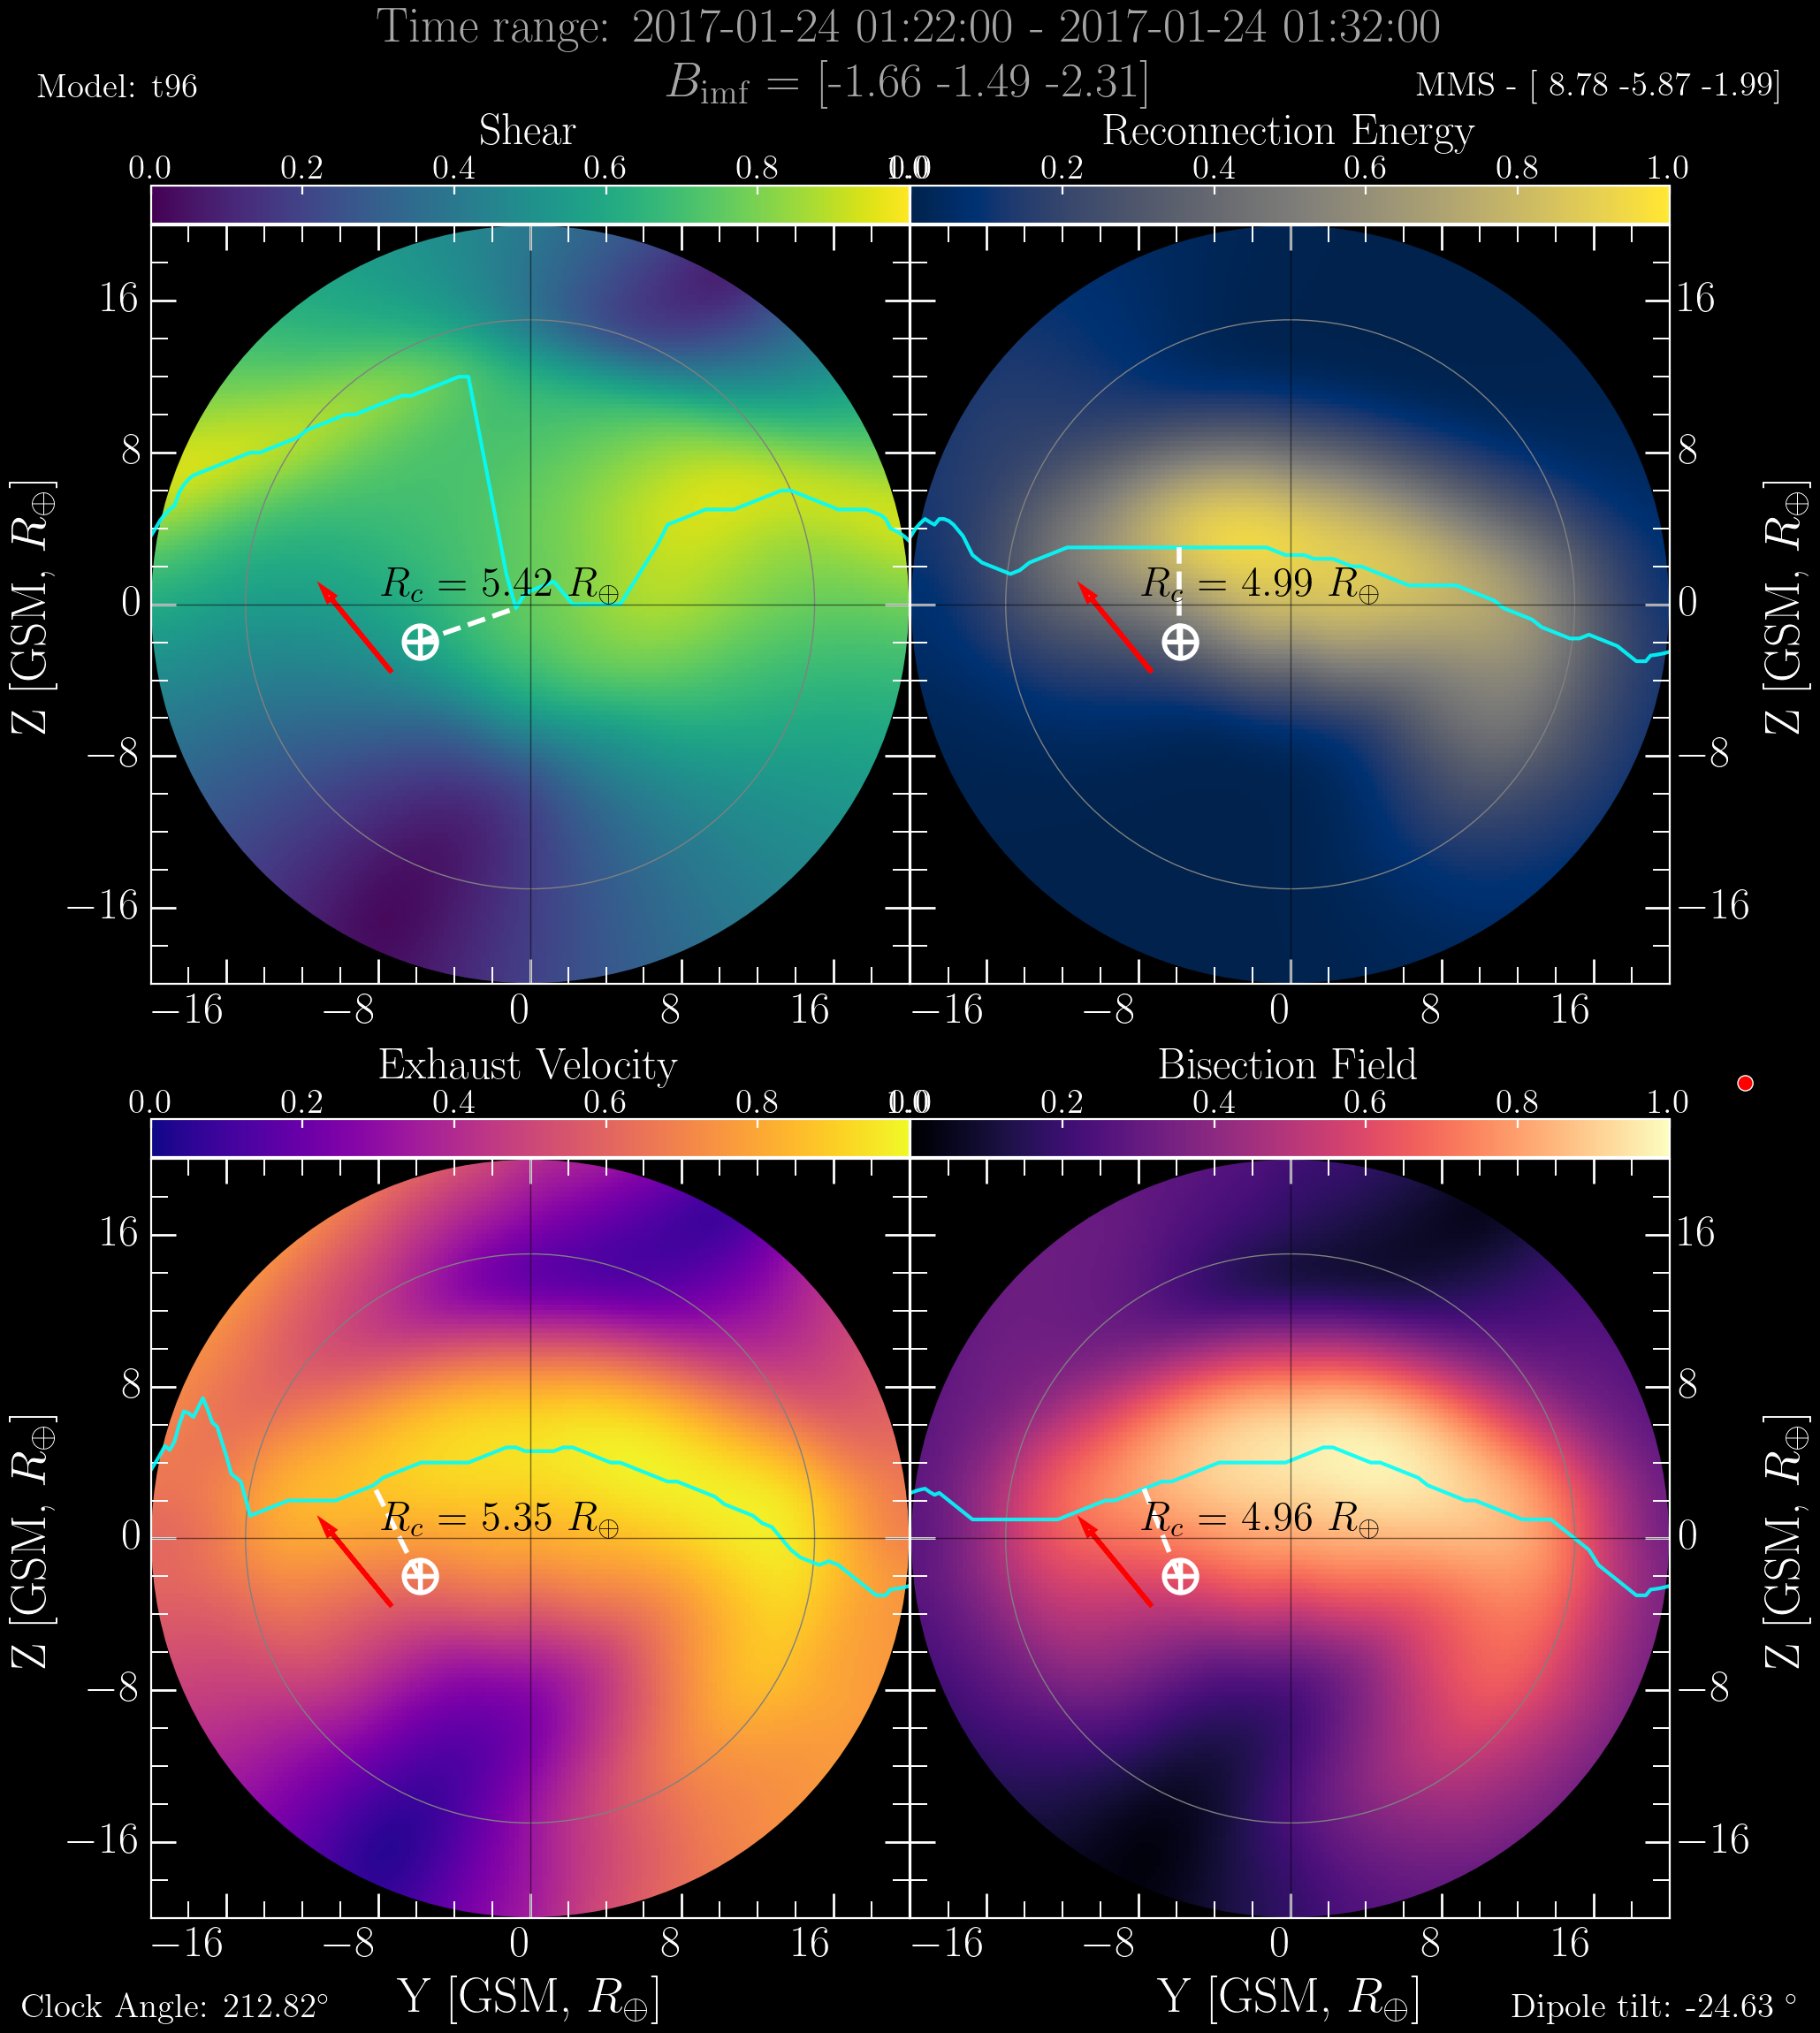 Time range: 2017-01-24 01:22:00 - 2017-01-24 01:32:00
Model: t96
B_imf = [-1.66 -1.49 -2.31]
MMS - [ 8.78 -5.87 -1.99]
Shear
Reconnection Energy
0.0 0.2 0.4 0.6 0.8 1.0
0.2 0.4 0.6 0.8 1.0
16
8
0
−8
−16
Z [GSM, R⊕]
R_c = 5.42 R⊕
R_c = 4.99 R⊕
16
8
0
−8
−16
Z [GSM, R⊕]
−16 −8 0 8 16
−16 −8 0 8 16
Exhaust Velocity
Bisection Field
0.0 0.2 0.4 0.6 0.8 1.0
0.2 0.4 0.6 0.8 1.0
16
8
0
−8
−16
Z [GSM, R⊕]
R_c = 5.35 R⊕
R_c = 4.96 R⊕
16
8
0
−8
−16
Z [GSM, R⊕]
−16 −8 0 8 16
−16 −8 0 8 16
Y [GSM, R⊕]
Y [GSM, R⊕]
Clock Angle: 212.82°
Dipole tilt: -24.63 °